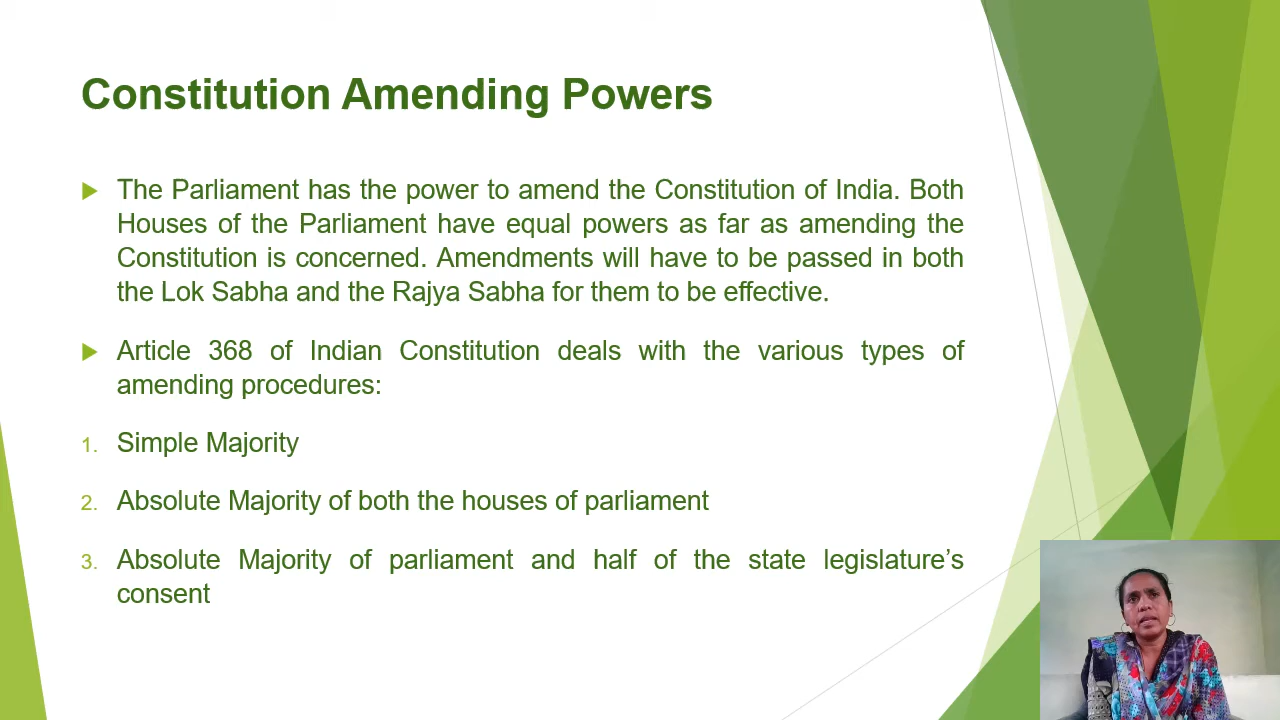 Constitution Amending Powers
The Parliament has the power to amend the Constitution of India. Both
Houses of the Parliament have equal powers as far as amending the
Constitution is concerned. Amendments will have to be passed in both
the Lok Sabha and the Rajya Sabha for them to be effective.
Article 368 of Indian Constitution deals with the various types of
amending procedures:
1. Simple Majority
2. Absolute Majority of both the houses of parliament
3. Absolute Majority of parliament and half of the state legislature’s
consent